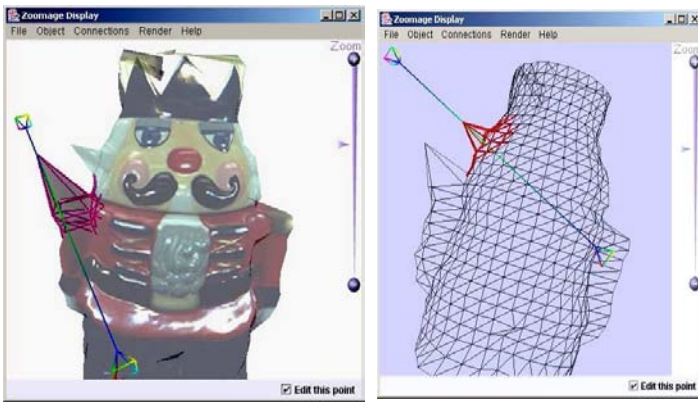 Zoomage Display
File Object Connections Render Help
Zoom
Edit this point
Zoomage Display
File Object Connections Render Help
Zoom
Edit this point